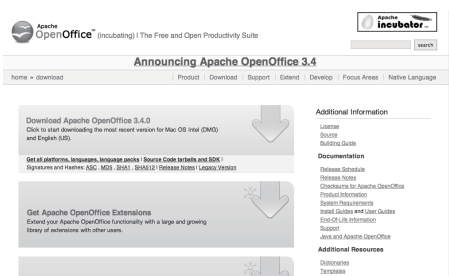 Apache
OpenOffice™ (incubating) | The Free and Open Productivity Suite
Apache
incubator
search
Announcing Apache OpenOffice 3.4
home » download
Product | Download | Support | Extend | Develop | Focus Areas | Native Language
Download Apache OpenOffice 3.4.0
Click to start downloading the most recent version for Mac OS Intel (DMG)
and English (US).
Get all platforms, languages, language packs | Source Code tarballs and SDK |
Signatures and Hashes: ASC , MD5 , SHA1 , SHA512 | Release Notes | Legacy Version
Get Apache OpenOffice Extensions
Extend your Apache OpenOffice functionality with a large and growing
library of extensions with other users.
Additional Information
License
Source
Building Guide
Documentation
Release Schedule
Release Notes
Checksums for Apache OpenOffice
Product Information
System Requirements
Install Guides and User Guides
End-Of-Life Information
Support
Java and Apache OpenOffice
Additional Resources
Dictionaries
Templates